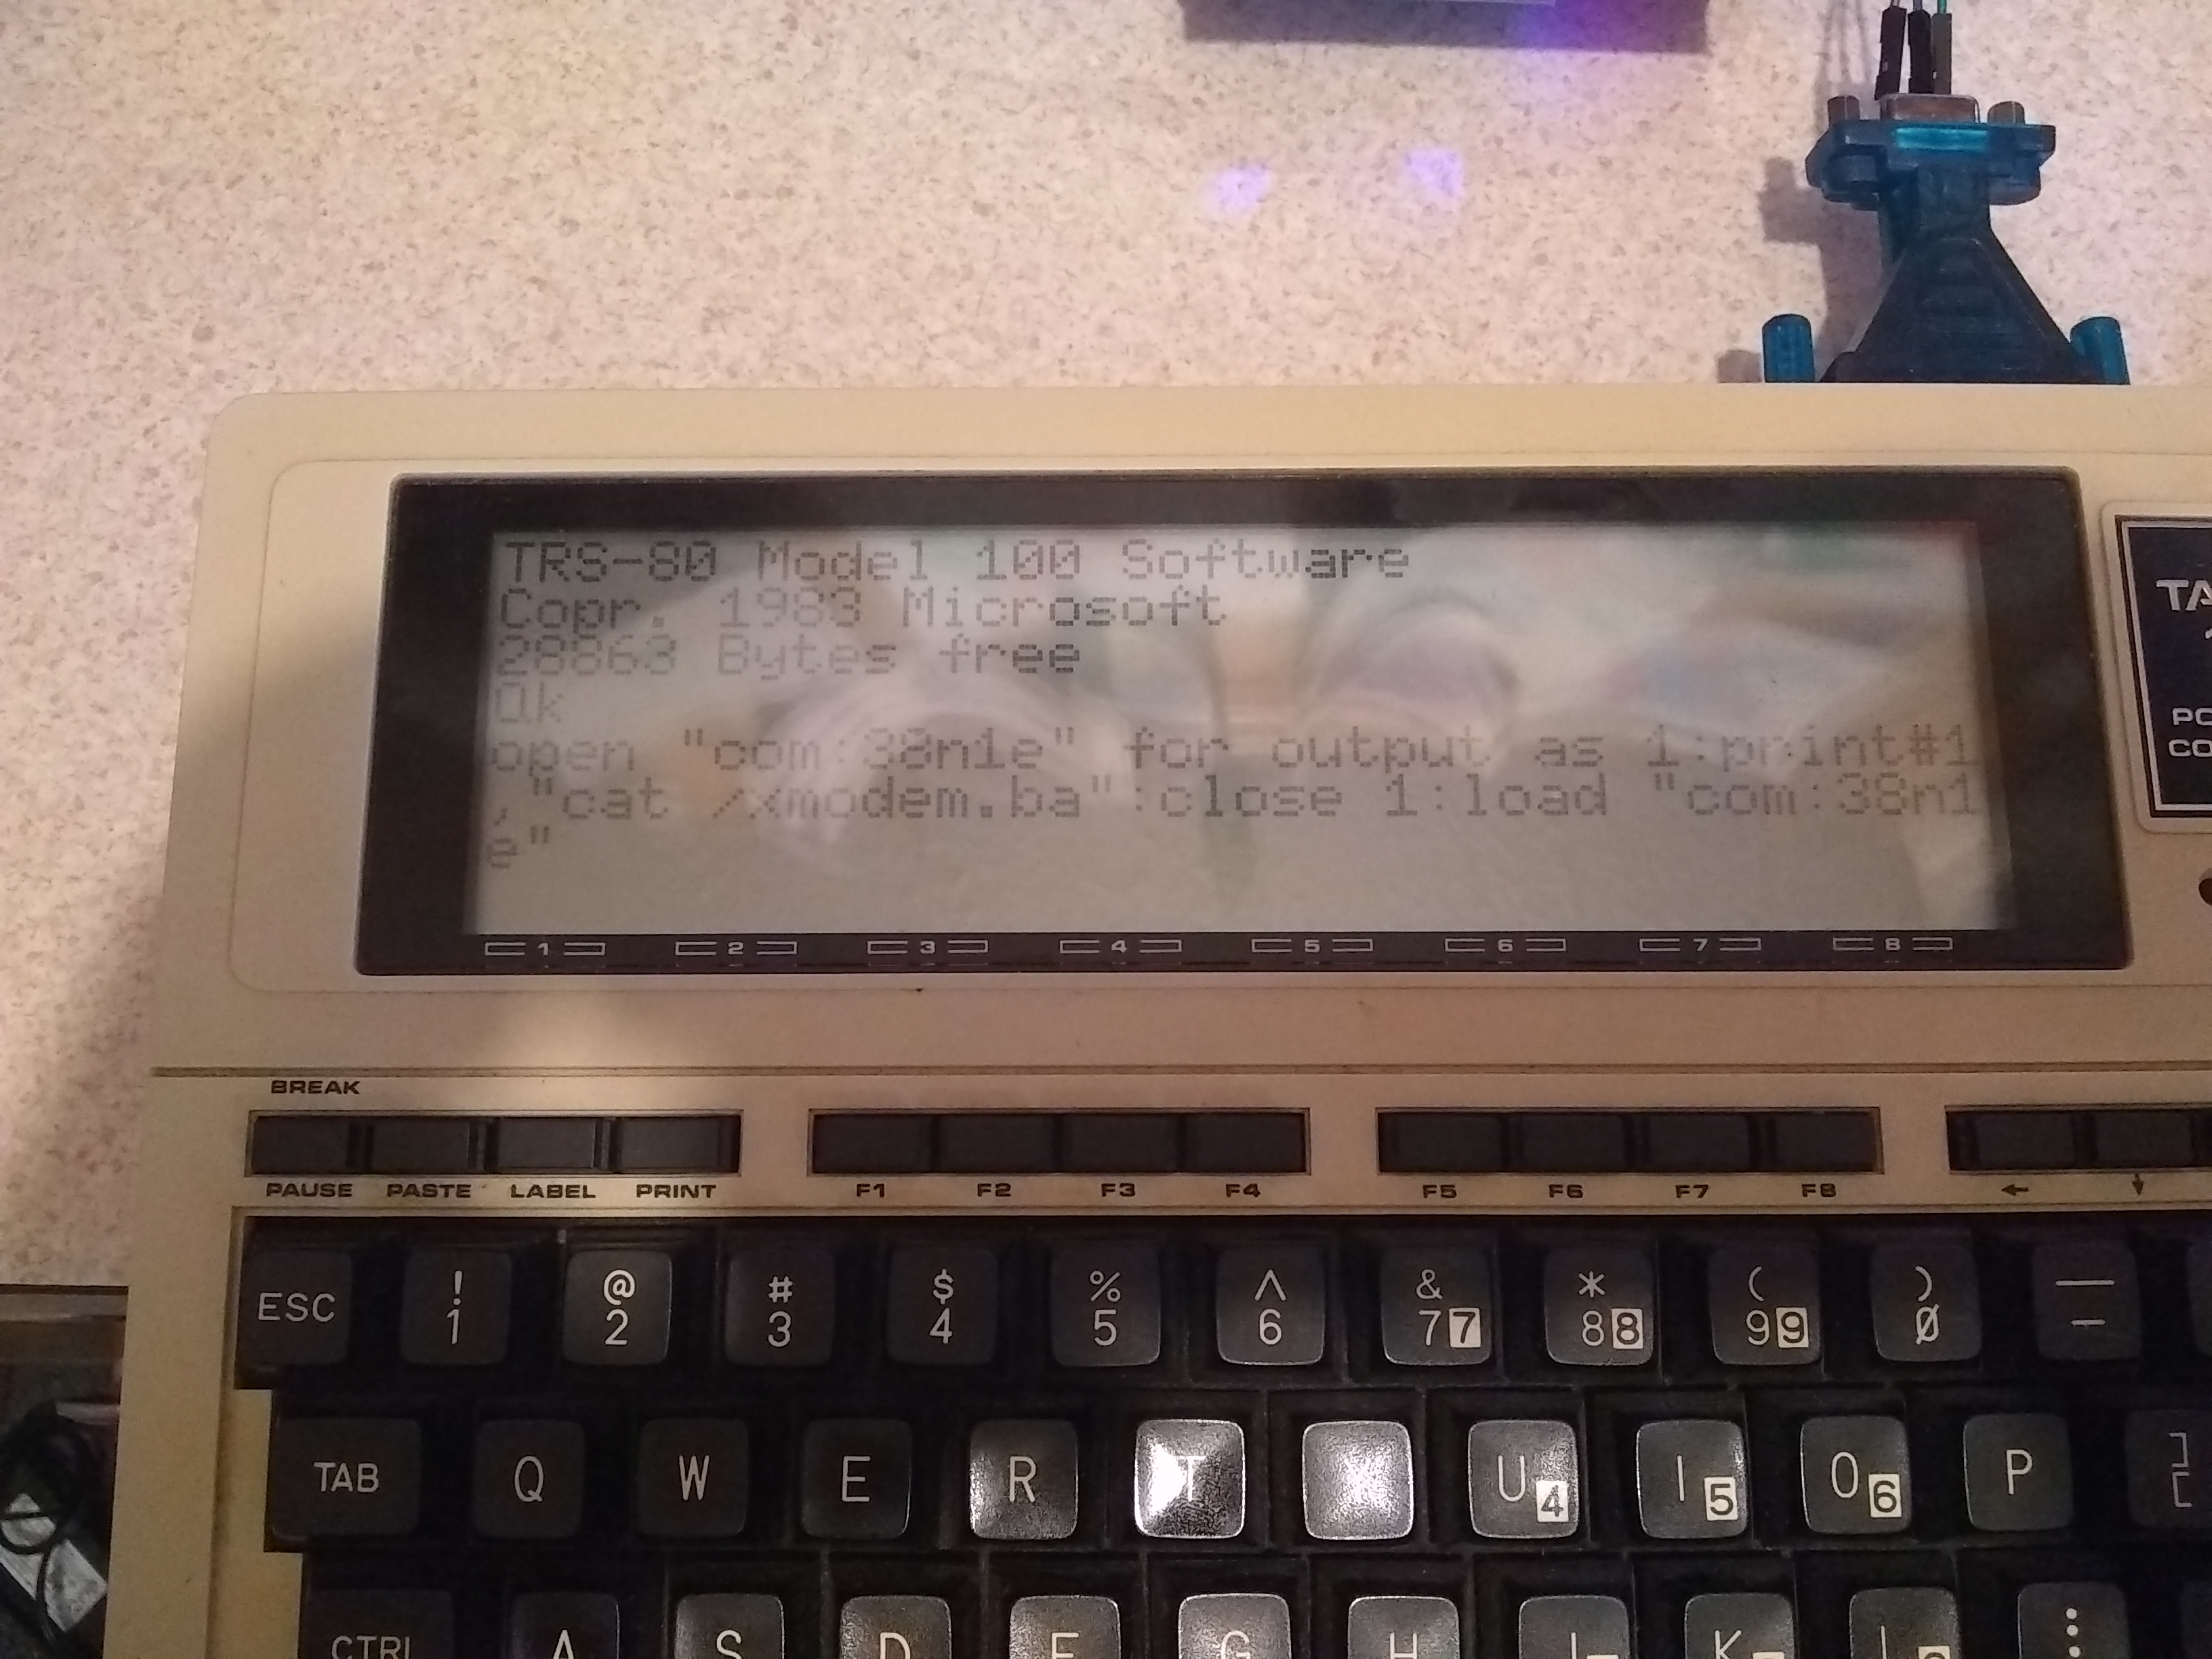 TRS-80 Model 100 Software
Copr. 1983 Microsoft
28863 Bytes free
Ok
open "com:38n1e" for output as 1:print#1
,"cat /xmodem.ba":close 1:load "com:38n1
e"
1 2 3 4 5 6 7 8
BREAK
PAUSE PASTE LABEL PRINT F1 F2 F3 F4 F5 F6 F7 F8 ← ↓
ESC ! 1 @ 2 # 3 $ 4 % 5 ^ 6 & 7 7 * 8 8 ( 9 9 ) 0 — -
TAB Q W E R T U 4 I 5 O 6 P ] [
CTRL A S D F G H J K L :